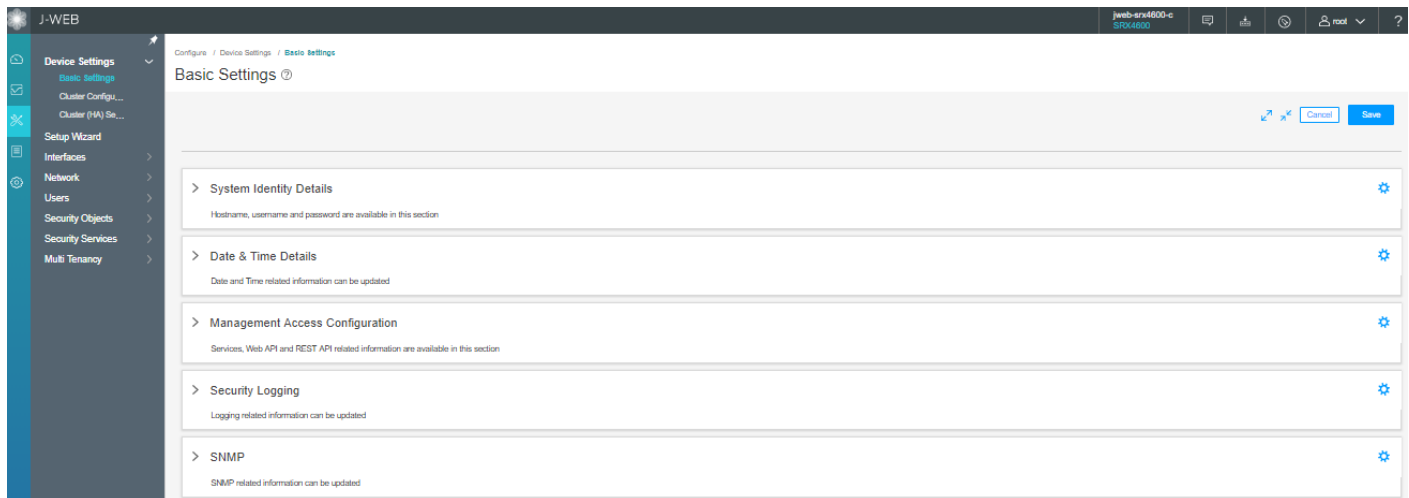 J-WEB
jweb-srx4600-c
SRX4600
root
?
Device Settings
Basic Settings
Cluster Configu...
Cluster (HA) Se...
Setup Wizard
Interfaces
Network
Users
Security Objects
Security Services
Multi Tenancy
Configure / Device Settings / Basic Settings
Basic Settings ?
Cancel Save
System Identity Details
Hostname, username and password are available in this section
Date & Time Details
Date and Time related information can be updated
Management Access Configuration
Services, Web API and REST API related information are available in this section
Security Logging
Logging related information can be updated
SNMP
SNMP related information can be updated